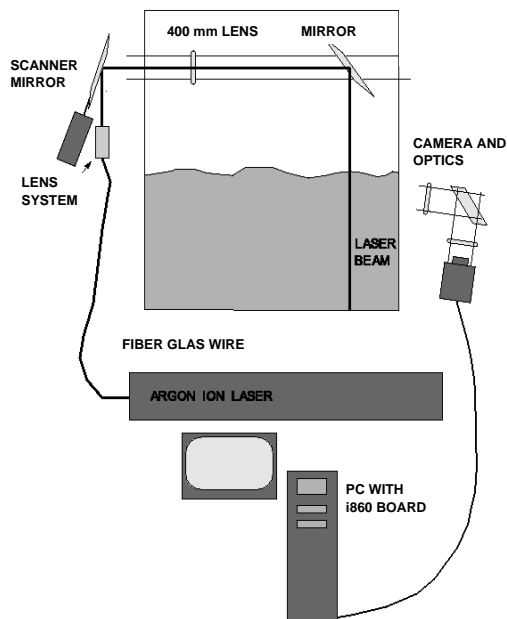 400 mm LENS
MIRROR
SCANNER
MIRROR
CAMERA AND
OPTICS
LENS
SYSTEM
LASER
BEAM
FIBER GLAS WIRE
ARGON ION LASER
PC WITH
i860 BOARD